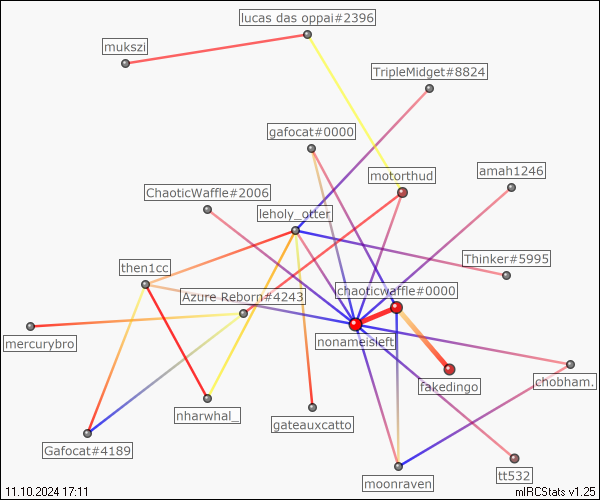 lucas das oppai#2396
mukszi
TripleMidget#8824
gafocat#0000
motorthud
amah1246
ChaoticWaffle#2006
leholy_otter
Thinker#5995
then1cc
Azure Reborn#4243
chaoticwaffle#0000
mercurybro
nonameisleft
fakedingo
chobham.
nharwhal_
gateauxcatto
Gafocat#4189
moonraven
tt532
11.10.2024 17:11
mIRCStats v1.25